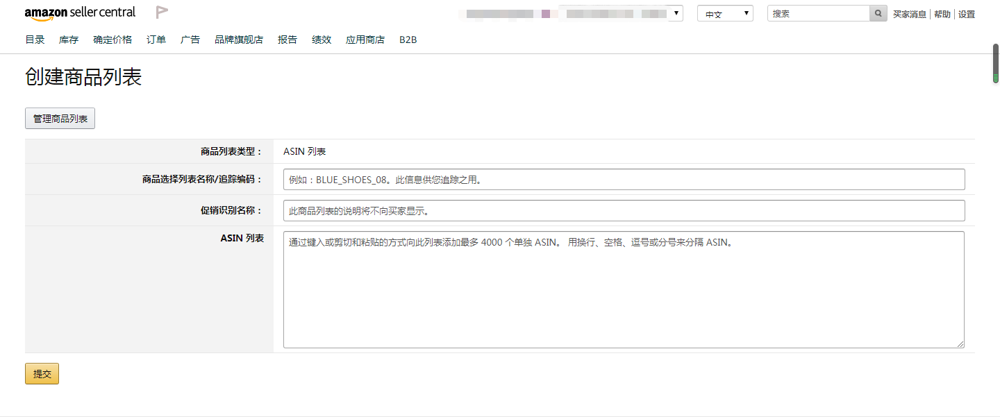 amazon seller central
中文
搜索
买家消息 | 帮助 | 设置
目录 库存 确定价格 订单 广告 品牌旗舰店 报告 绩效 应用商店 B2B
创建商品列表
管理商品列表
商品列表类型： ASIN 列表
商品选择列表名称/追踪编码： 例如：BLUE_SHOES_08。此信息供您追踪之用。
促销识别名称： 此商品列表的说明将不向买家显示。
ASIN 列表 通过键入或剪切和粘贴的方式向此列表添加最多 4000 个单独 ASIN。 用换行、空格、逗号或分号来分隔 ASIN。
提交